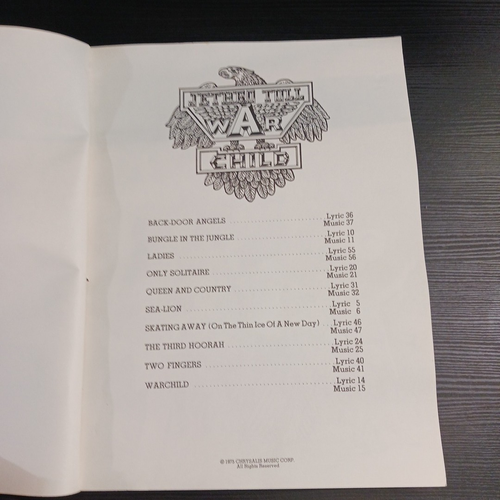 JETHRO TULL
WAR
CHILD
BACK-DOOR ANGELS Lyric 36
Music 37
BUNGLE IN THE JUNGLE Lyric 10
Music 11
LADIES Lyric 55
Music 56
ONLY SOLITAIRE Lyric 20
Music 21
QUEEN AND COUNTRY Lyric 31
Music 32
SEA-LION Lyric 5
Music 6
SKATING AWAY (On The Thin Ice Of A New Day) Lyric 46
Music 47
THE THIRD HOORAH Lyric 24
Music 25
TWO FINGERS Lyric 40
Music 41
WARCHILD Lyric 14
Music 15
© 1975 CHRYSALIS MUSIC CORP.
All Rights Reserved